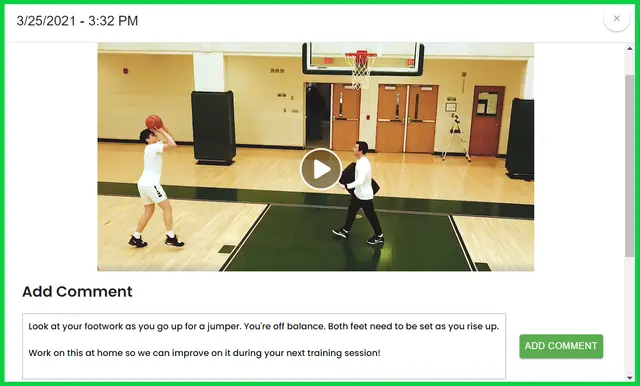 3/25/2021 - 3:32 PM
Add Comment
Look at your footwork as you go up for a jumper. You're off balance. Both feet need to be set as you rise up.
Work on this at home so we can improve on it during your next training session!
ADD COMMENT